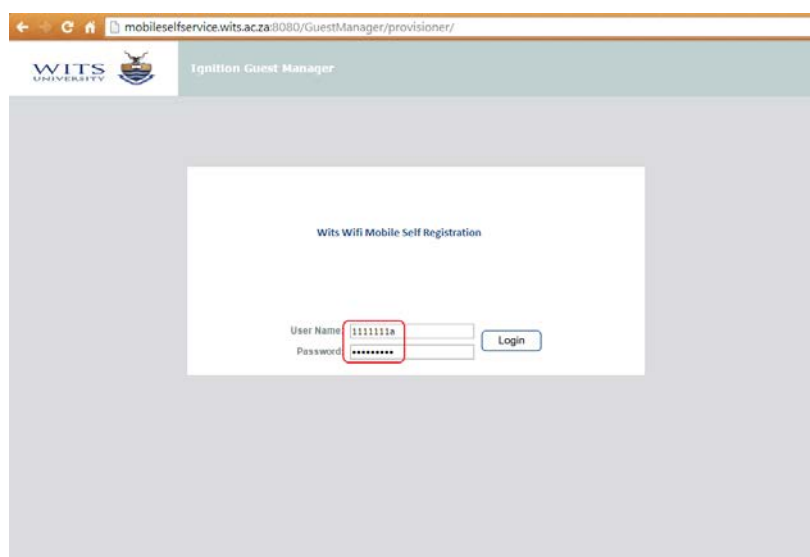 mobileselfservice.wits.ac.za:8080/GuestManager/provisioner/
WITS
UNIVERSITY
Ignition Guest Manager
Wits Wifi Mobile Self Registration
User Name: 1111111a
Password: •••••••••
Login